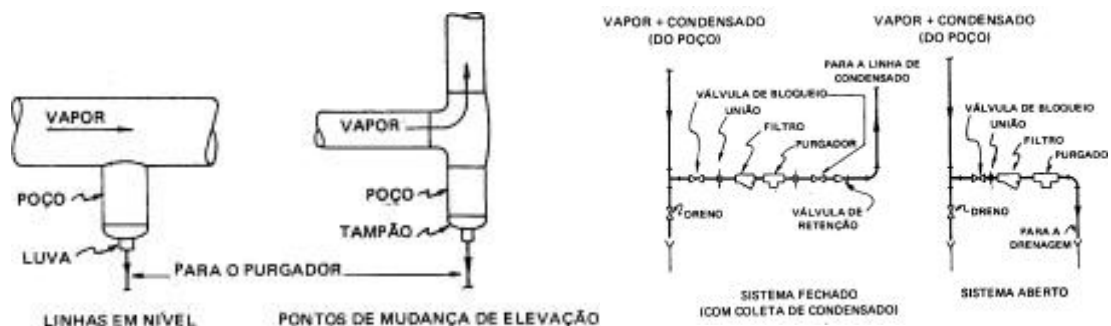 VAPOR
POÇO
LUVA
LINHAS EM NÍVEL
VAPOR
POÇO
TAMPÃO
PARA O PURGADOR
PONTOS DE MUDANÇA DE ELEVAÇÃO
VAPOR + CONDENSADO
(DO POÇO)
PARA A LINHA DE
CONDENSADO
VÁLVULA DE BLOQUEIO
UNIÃO
FILTRO
PURGADOR
DRENO
VÁLVULA DE
RETENÇÃO
SISTEMA FECHADO
(COM COLETA DE CONDENSADO)
VAPOR + CONDENSADO
(DO POÇO)
VÁLVULA DE BLOQUEIO
UNIÃO
FILTRO
PURGADO
DRENO
PARA A
DRENAGEM
SISTEMA ABERTO